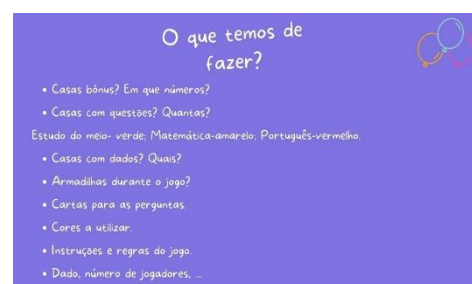 O que temos de
fazer?
• Casas bónus? Em que números?
• Casas com questões? Quantas?
Estudo do meio- verde; Matemática-amarelo; Português-vermelho.
• Casas com dados? Quais?
• Armadilhas durante o jogo?
• Cartas para as perguntas.
• Cores a utilizar.
• Instruções e regras do jogo.
• Dado, número de jogadores, ...